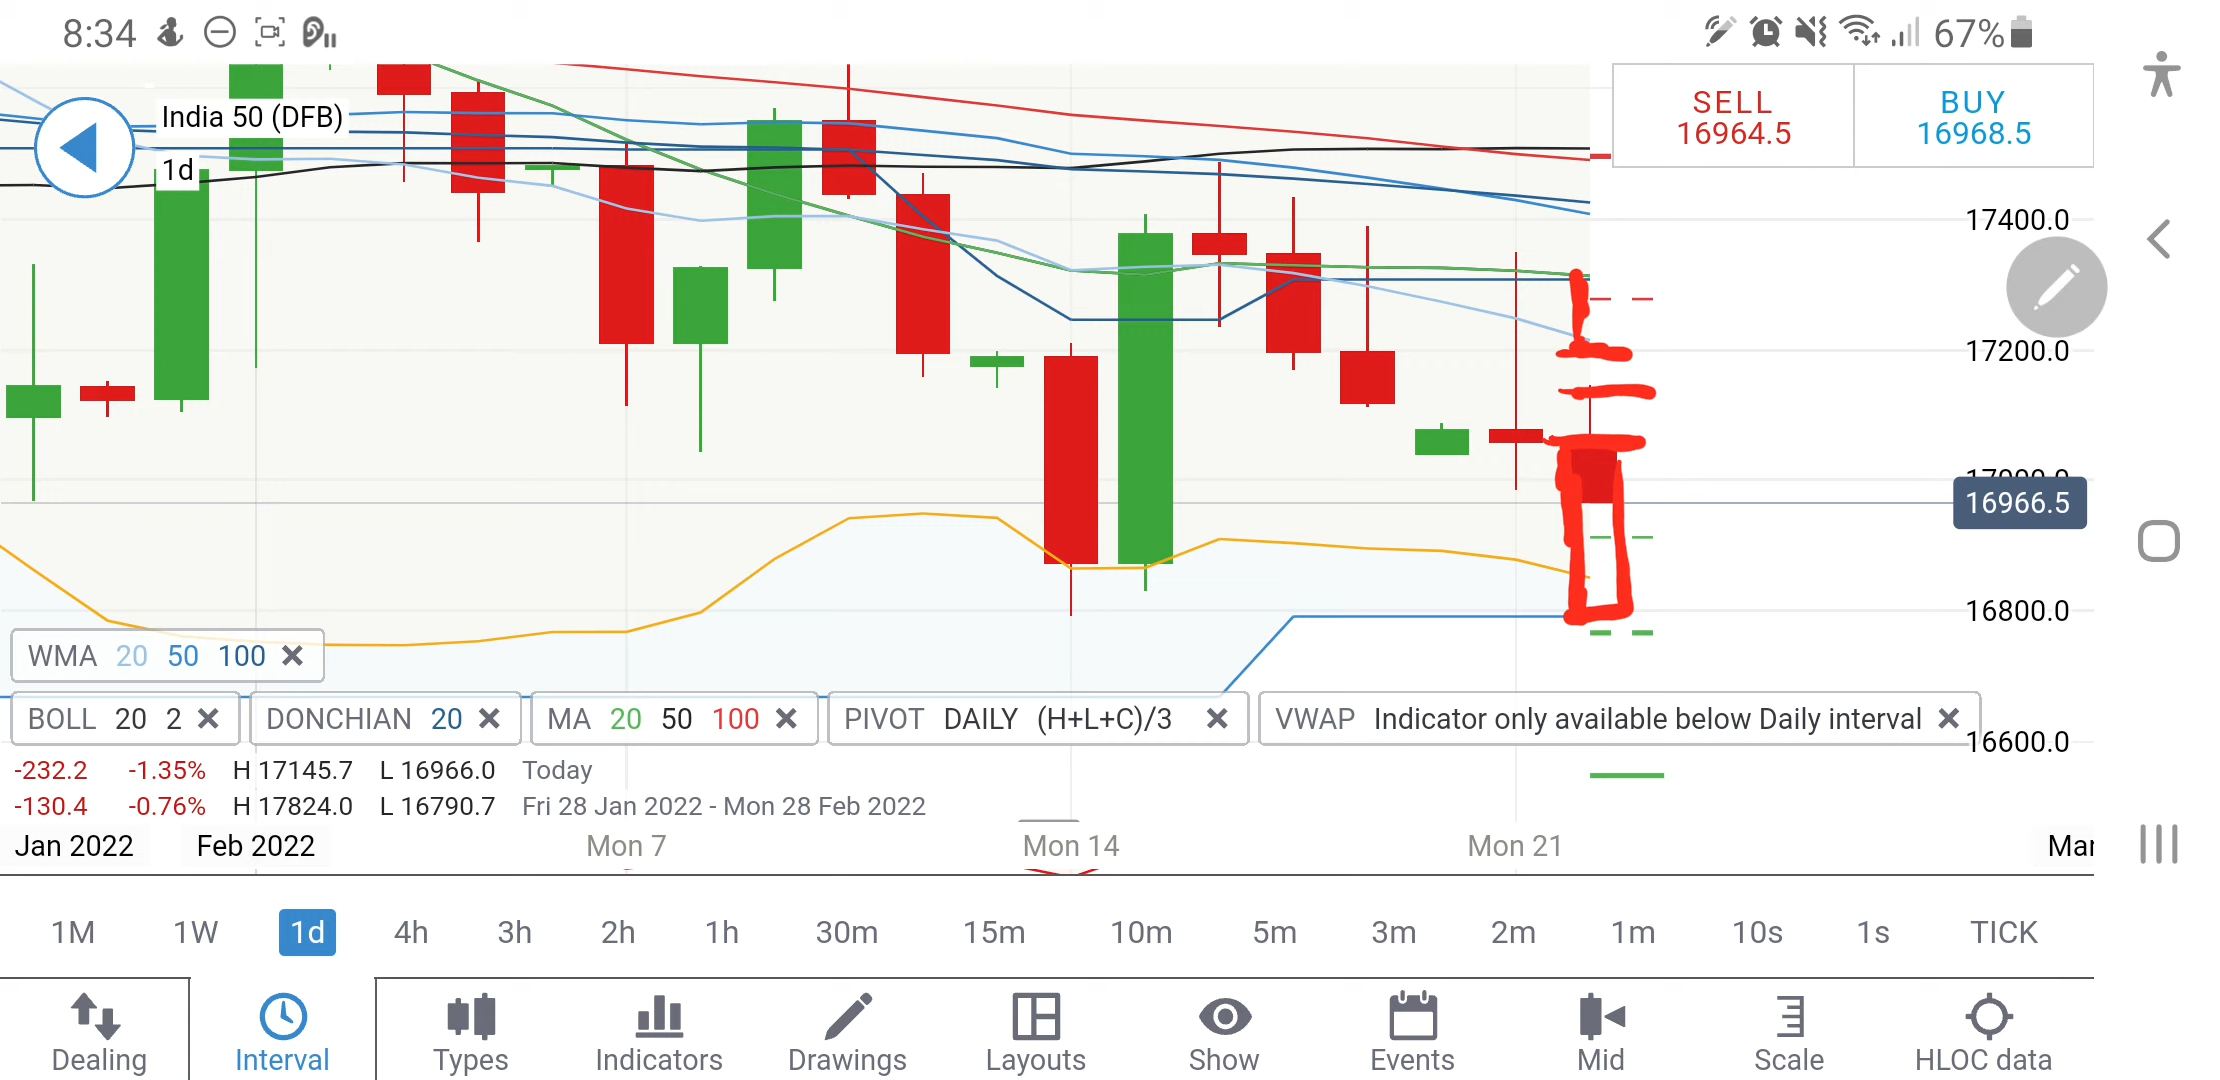 8:34 67%
India 50 (DFB)
1d
SELL
16964.5
BUY
16968.5
17400.0
17200.0
17000.0
16966.5
16800.0
16600.0
WMA 20 50 100
BOLL 20 2 DONCHIAN 20 MA 20 50 100 PIVOT DAILY (H+L+C)/3 VWAP Indicator only available below Daily interval
-232.2 -1.35% H 17145.7 L 16966.0 Today
-130.4 -0.76% H 17824.0 L 16790.7 Fri 28 Jan 2022 - Mon 28 Feb 2022
Jan 2022 Feb 2022 Mon 7 Mon 14 Mon 21 Mar
1M 1W 1d 4h 3h 2h 1h 30m 15m 10m 5m 3m 2m 1m 10s 1s TICK
Dealing Interval Types Indicators Drawings Layouts Show Events Mid Scale HLOC data